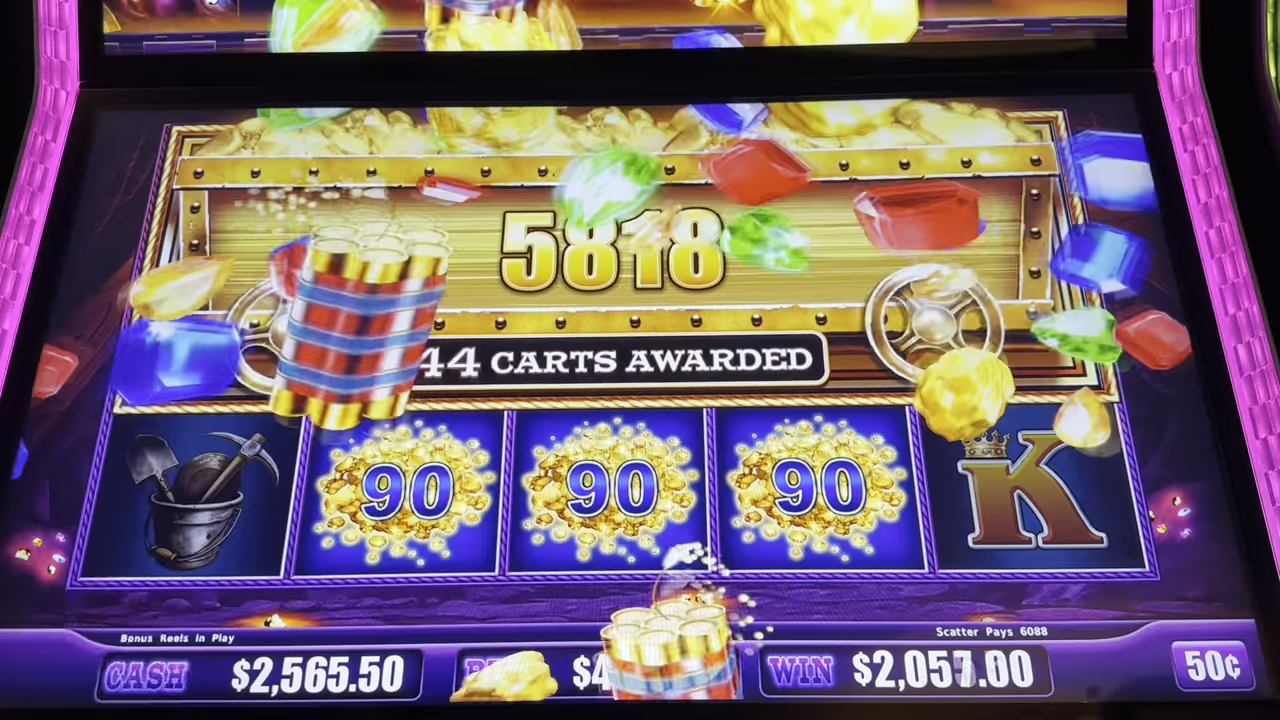 5818
44 CARTS AWARDED
90 90 90 K
Bonus Reels In Play
Scatter Pays 6088
CASH $2,565.50 $4 WIN $2,057.00 50¢